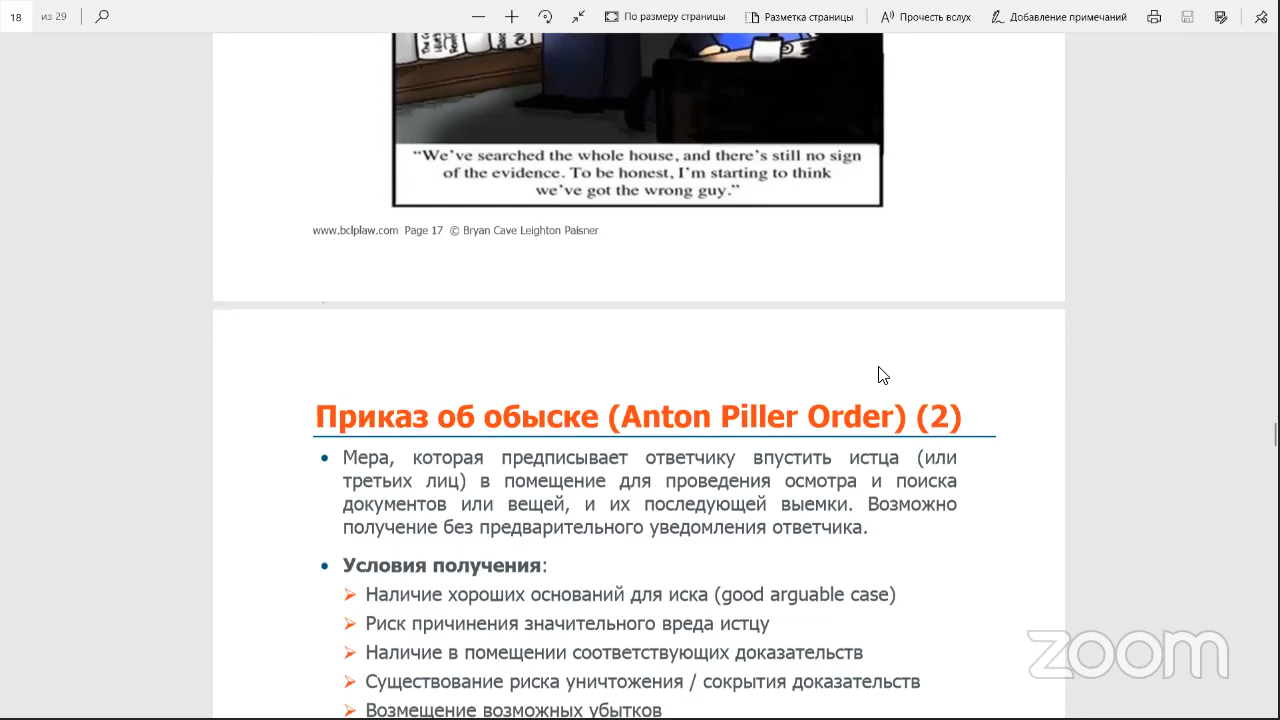 18 из 29 По размеру страницы Разметка страницы Прочесть вслух Добавление примечаний
“We’ve searched the whole house, and there’s still no sign
of the evidence. To be honest, I’m starting to think
we’ve got the wrong guy.”
www.bclplaw.com Page 17 © Bryan Cave Leighton Paisner
Приказ об обыске (Anton Piller Order) (2)
• Мера, которая предписывает ответчику впустить истца (или
третьих лиц) в помещение для проведения осмотра и поиска
документов или вещей, и их последующей выемки. Возможно
получение без предварительного уведомления ответчика.
• Условия получения:
➢ Наличие хороших оснований для иска (good arguable case)
➢ Риск причинения значительного вреда истцу
➢ Наличие в помещении соответствующих доказательств
➢ Существование риска уничтожения / сокрытия доказательств
➢ Возмещение возможных убытков
zoom